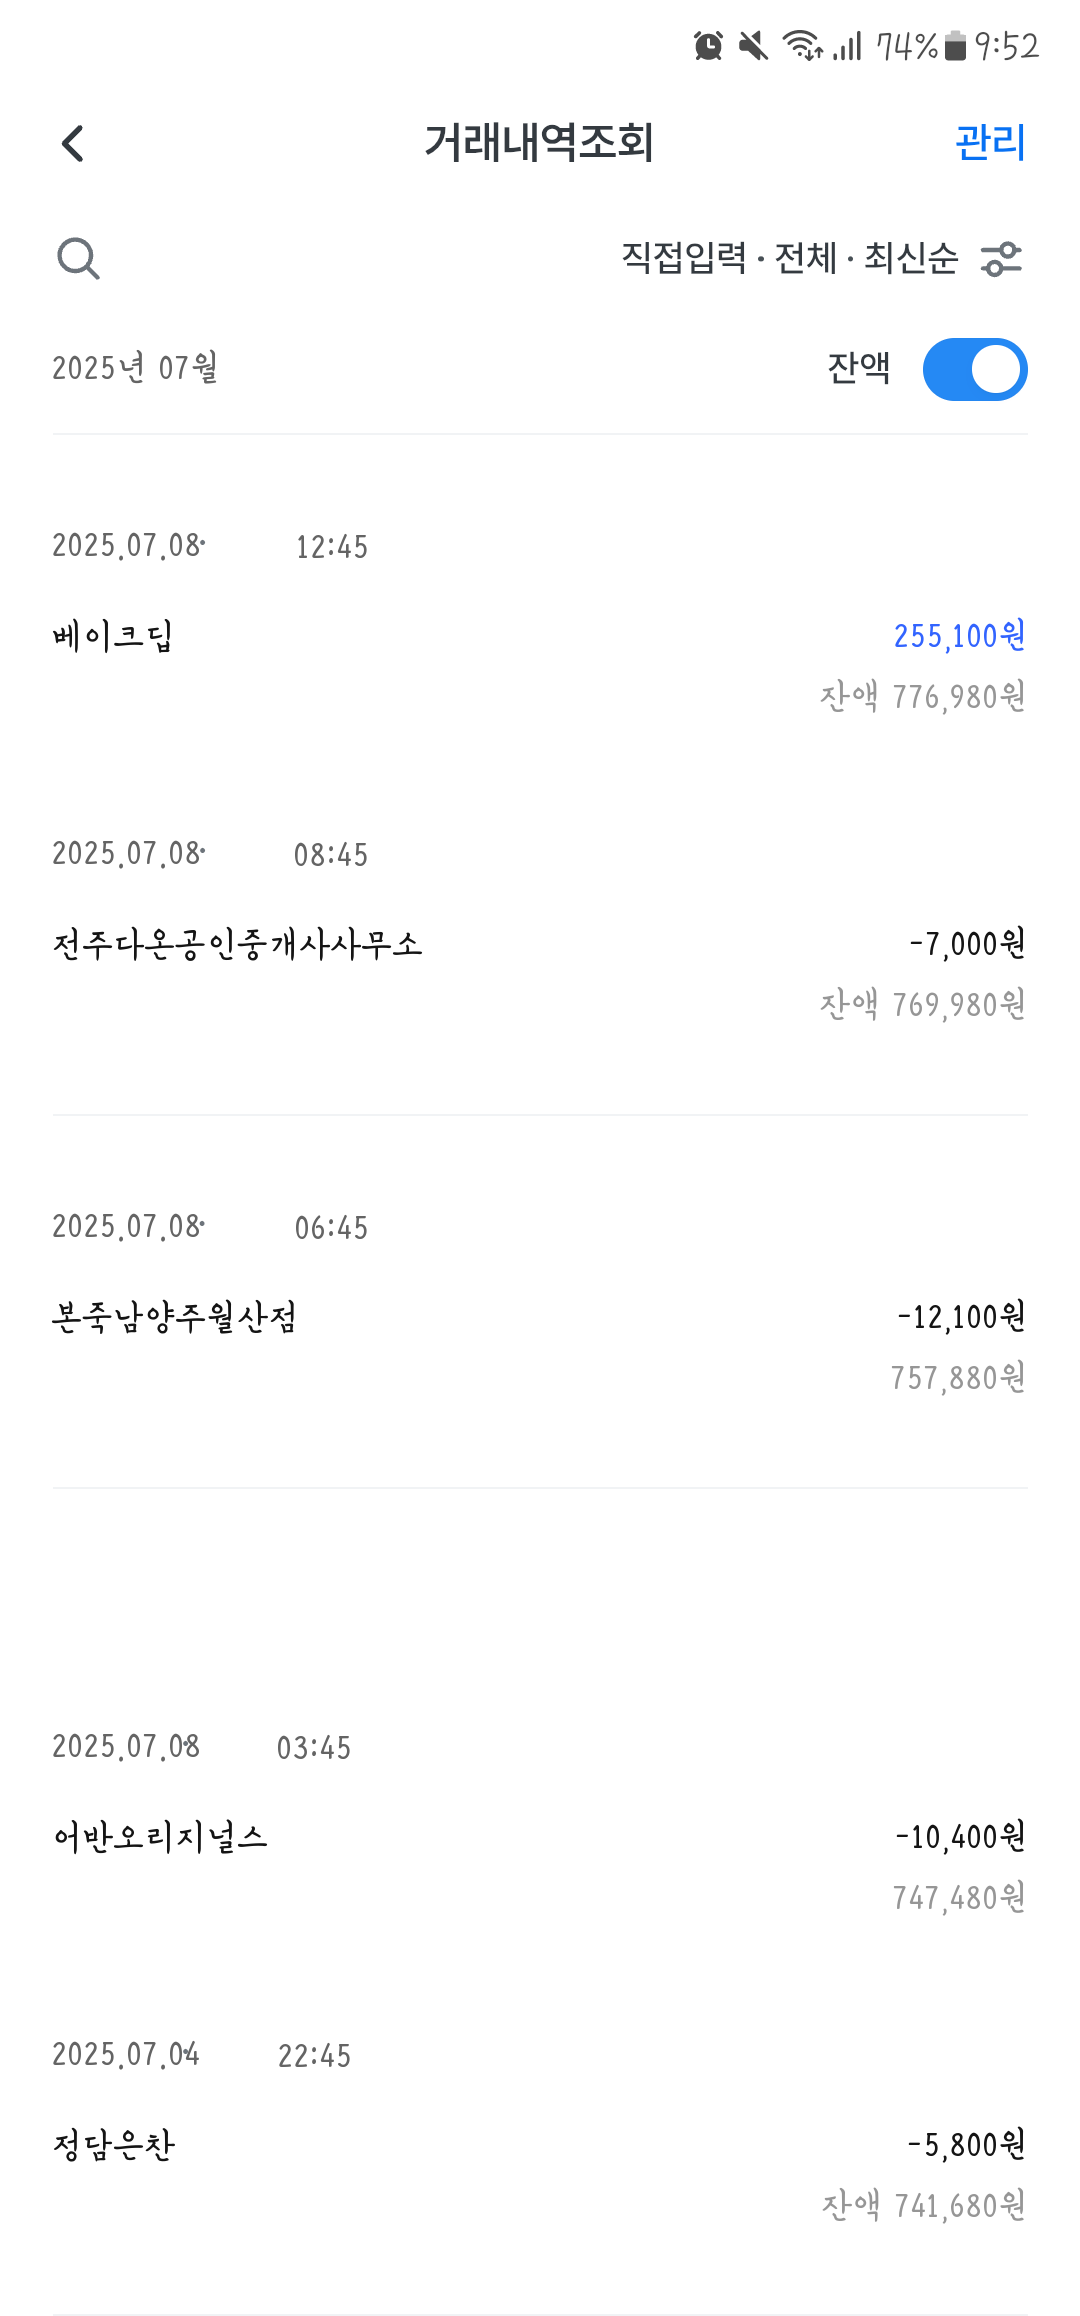 74% 9:52
거래내역조회 관리
직접입력 · 전체 · 최신순
2025년 07월 잔액
2025.07.08· 12:45
베이크딥 255,100원
잔액 776,980원
2025.07.08· 08:45
전주다온공인중개사사무소 -7,000원
잔액 769,980원
2025.07.08· 06:45
본죽남양주월산점 -12,100원
757,880원
2025.07.08 03:45
어반오리지널스 -10,400원
747,480원
2025.07.04 22:45
정담은찬 -5,800원
잔액 741,680원